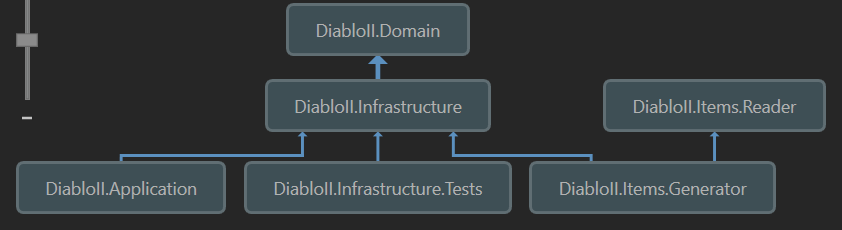 DiabloII.Domain
DiabloII.Infrastructure
DiabloII.Items.Reader
DiabloII.Application
DiabloII.Infrastructure.Tests
DiabloII.Items.Generator